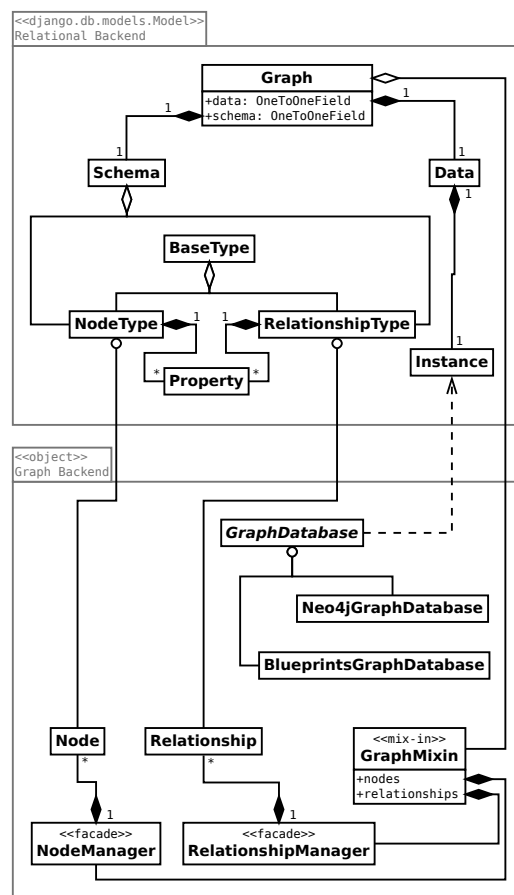 <<django.db.models.Model>>
Relational Backend
Graph
+data: OneToOneField
+schema: OneToOneField
1
1
1
1
Schema
Data
1
BaseType
NodeType
1
1
RelationshipType
1
Instance
*
Property
*
<<object>>
Graph Backend
GraphDatabase
Neo4jGraphDatabase
BlueprintsGraphDatabase
Node
Relationship
<<mix-in>>
GraphMixin
+nodes
+relationships
*
*
1
1
<<facade>>
NodeManager
<<facade>>
RelationshipManager